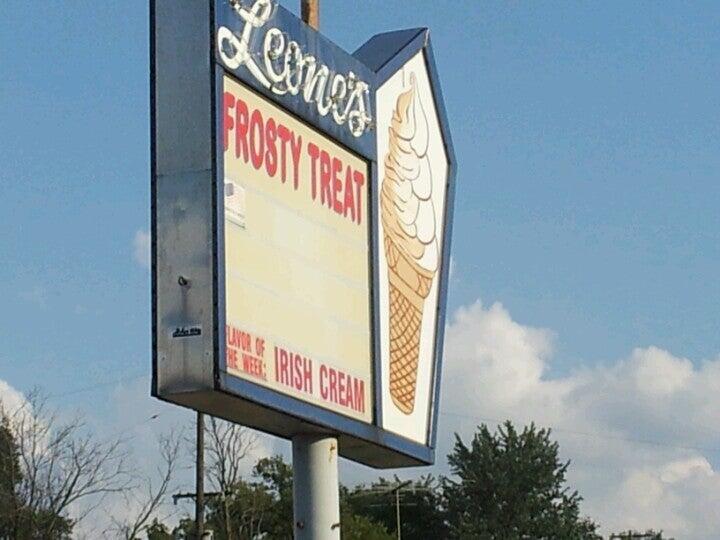 Leone's
FROSTY TREAT
FLAVOR OF
THE WEEK:
IRISH CREAM